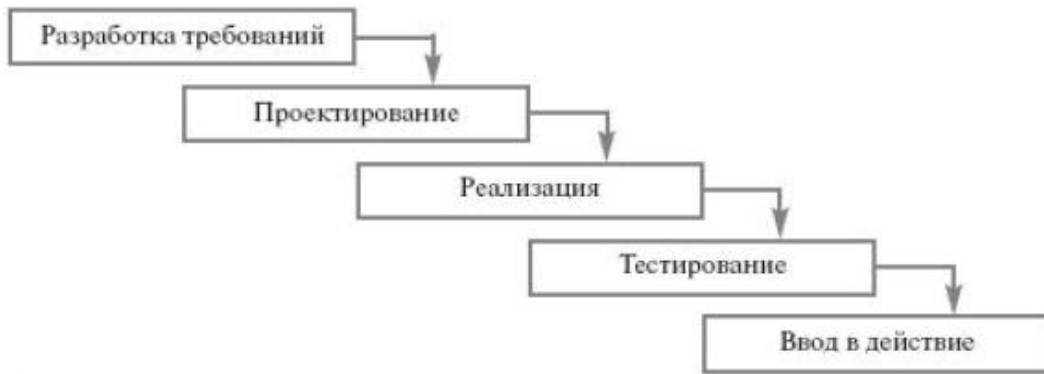 Разработка требований
Проектирование
Реализация
Тестирование
Ввод в действие